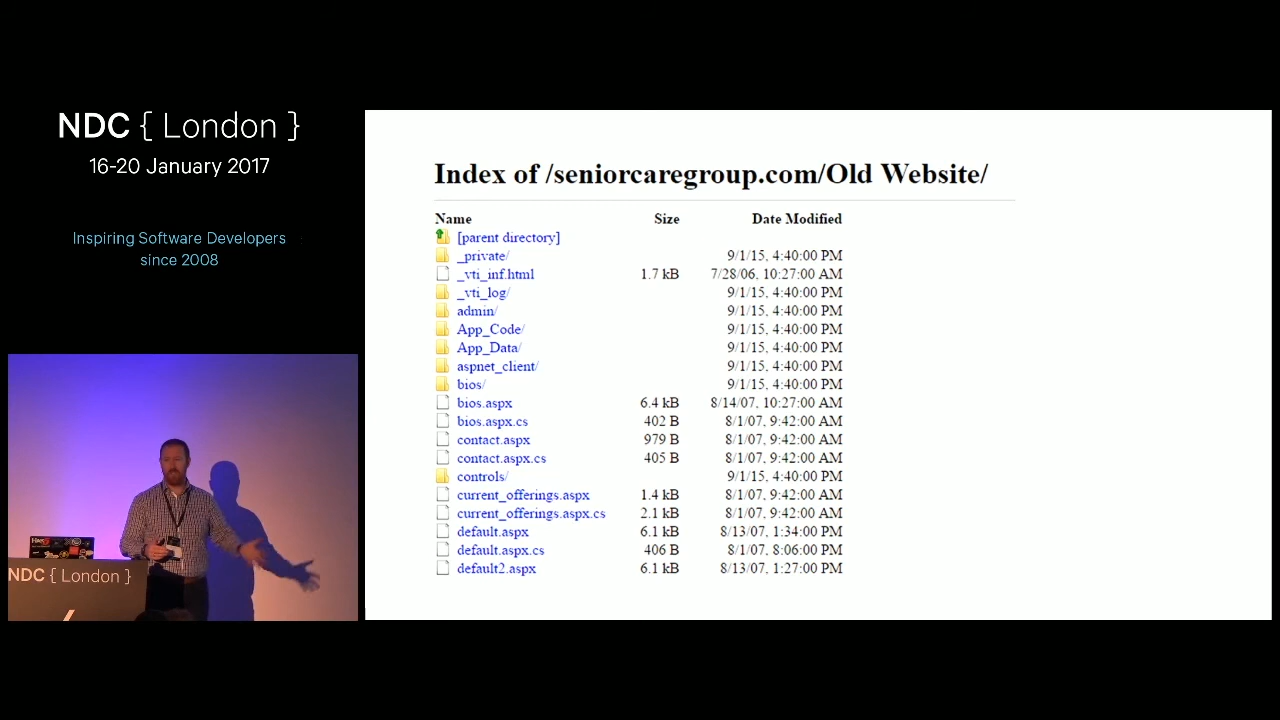 NDC { London }
16-20 January 2017
Inspiring Software Developers
since 2008
Index of /seniorcaregroup.com/Old Website/
Name Size Date Modified
[parent directory]
_private/ 9/1/15, 4:40:00 PM
_vti_inf.html 1.7 kB 7/28/06, 10:27:00 AM
_vti_log/ 9/1/15, 4:40:00 PM
admin/ 9/1/15, 4:40:00 PM
App_Code/ 9/1/15, 4:40:00 PM
App_Data/ 9/1/15, 4:40:00 PM
aspnet_client/ 9/1/15, 4:40:00 PM
bios/ 9/1/15, 4:40:00 PM
bios.aspx 6.4 kB 8/14/07, 10:27:00 AM
bios.aspx.cs 402 B 8/1/07, 9:42:00 AM
contact.aspx 979 B 8/1/07, 9:42:00 AM
contact.aspx.cs 405 B 8/1/07, 9:42:00 AM
controls/ 9/1/15, 4:40:00 PM
current_offerings.aspx 1.4 kB 8/1/07, 9:42:00 AM
current_offerings.aspx.cs 2.1 kB 8/1/07, 9:42:00 AM
default.aspx 6.1 kB 8/13/07, 1:34:00 PM
default.aspx.cs 406 B 8/1/07, 8:06:00 PM
default2.aspx 6.1 kB 8/13/07, 1:27:00 PM
NDC { London }